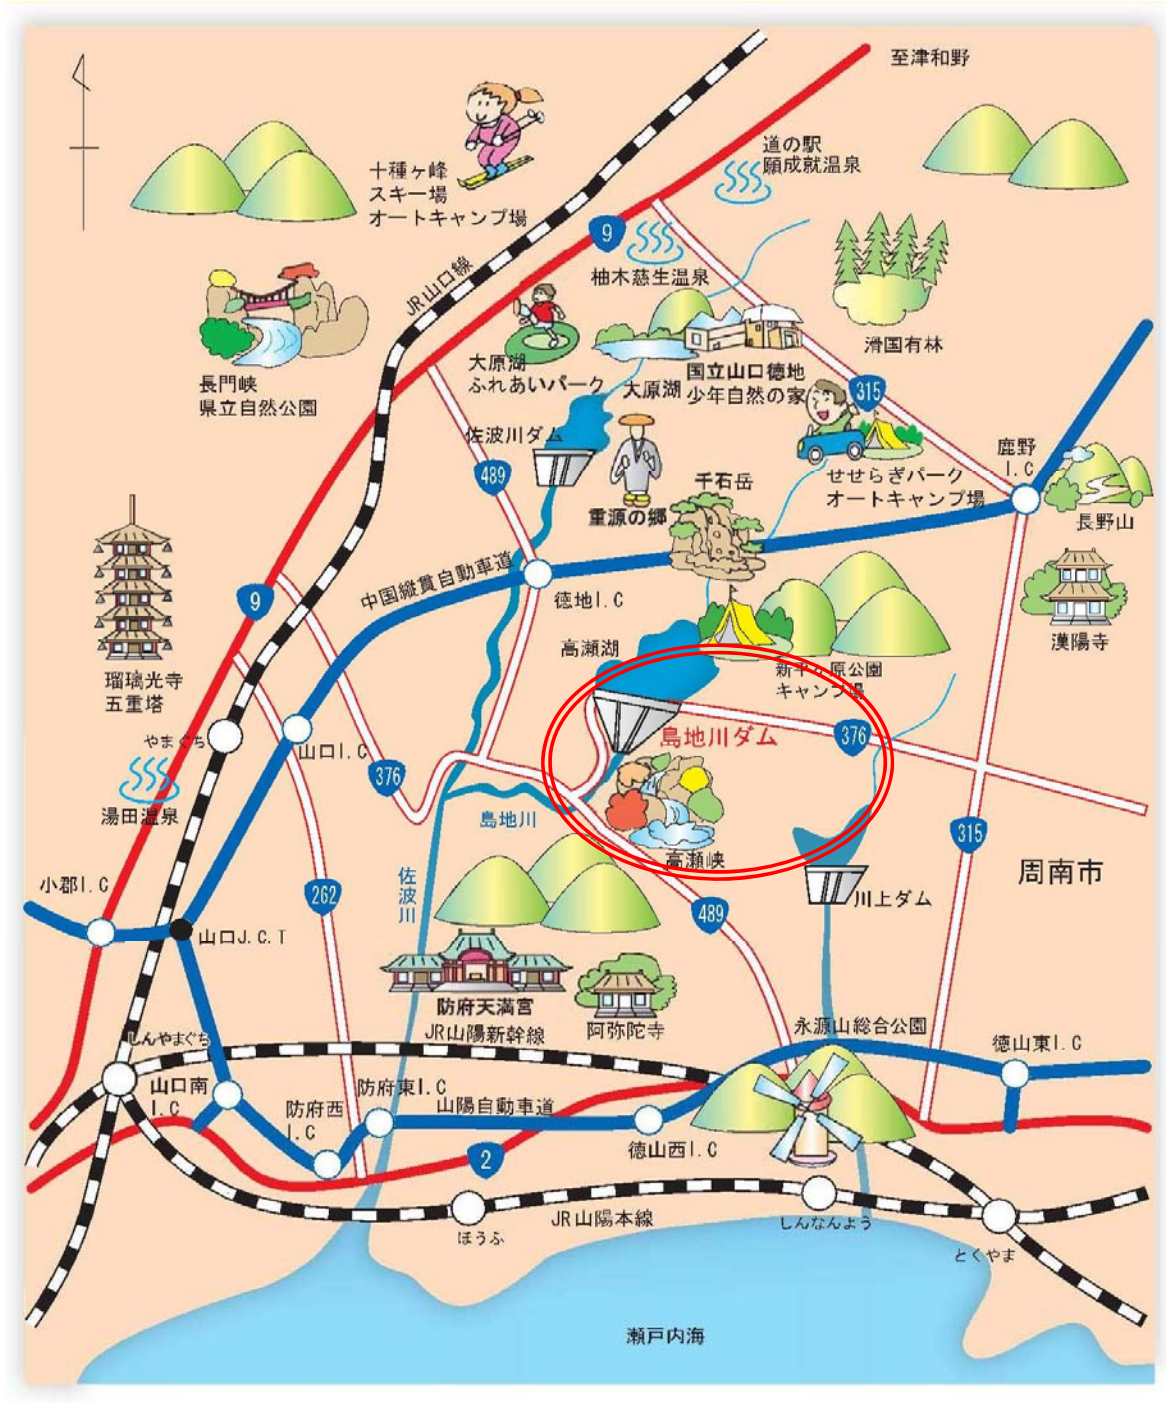 至津和野
道の駅
願成就温泉
十種ヶ峰
スキー場
オートキャンプ場
9
柚木慈生温泉
JR山口線
滑国有林
長門峡
県立自然公園
大原湖
ふれあいパーク
大原湖
国立山口徳地
少年自然の家
315
佐波川ダム
鹿野
I.C
489
千石岳
せせらぎパーク
オートキャンプ場
重源の郷
長野山
中国縦貫自動車道
徳地I.C
9
漢陽寺
高瀬湖
新平ヶ原公園
キャンプ場
瑠璃光寺
五重塔
やまぐち
山口I.C
島地川ダム
376
376
湯田温泉
島地川
315
高瀬峡
周南市
小郡I.C
佐波川
262
川上ダム
489
山口J.C.T
防府天満宮
阿弥陀寺
JR山陽新幹線
永源山総合公園
しんやまぐち
徳山東I.C
山口南
I.C
防府東I.C
防府西
I.C
山陽自動車道
徳山西I.C
2
JR山陽本線
ほうふ
しんなんよう
とくやま
瀬戸内海